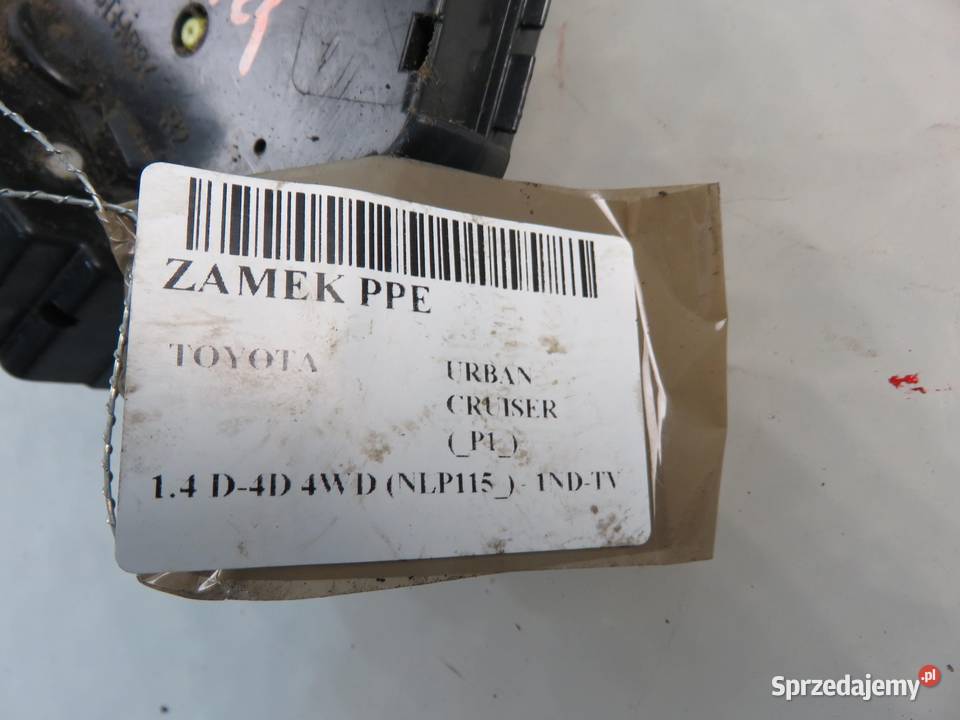 ZAMEK PPE
TOYOTA
URBAN
CRUISER
(_P1_)
1.4 D-4D 4WD (NLP115_) - 1ND-TV
Sprzedajemy.pl